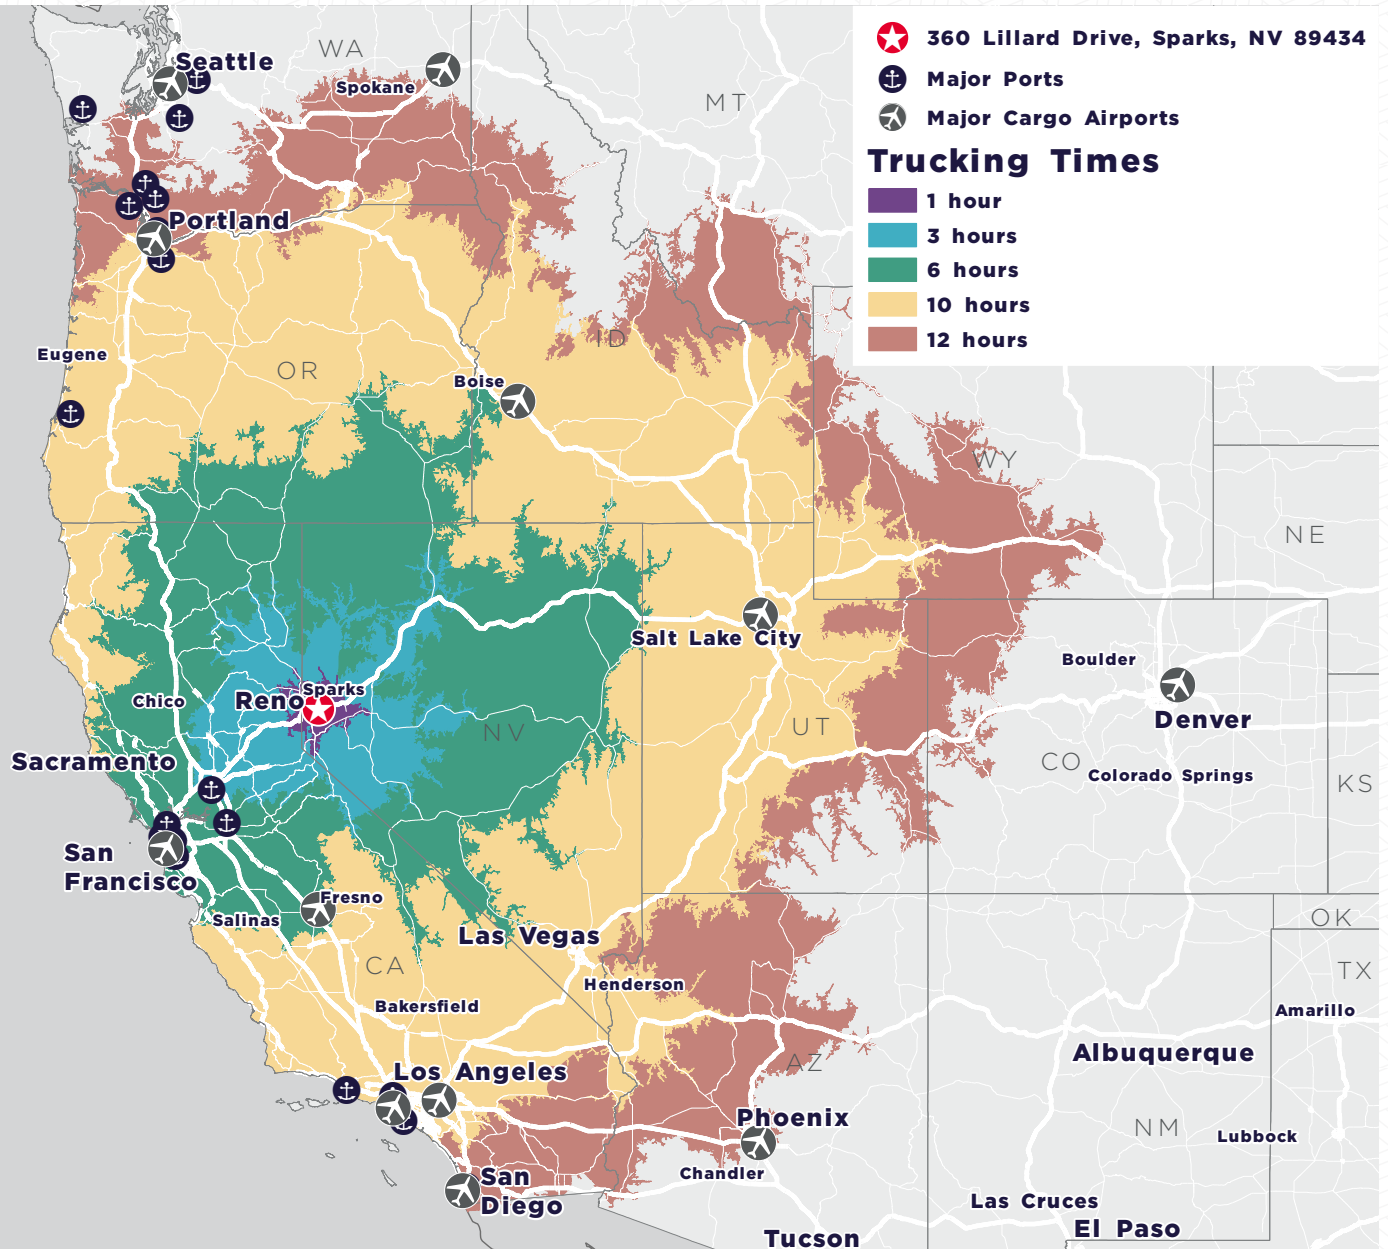 360 Lillard Drive, Sparks, NV 89434
Major Ports
Major Cargo Airports
Trucking Times
1 hour
3 hours
6 hours
10 hours
12 hours
WA
Seattle
Spokane
MT
Portland
ID
Eugene
OR
Boise
WY
NE
Salt Lake City
Boulder
Chico
Reno
Sparks
NV
UT
Denver
Sacramento
CO
Colorado Springs
KS
San
Francisco
Fresno
Salinas
OK
Las Vegas
CA
TX
Henderson
Bakersfield
Amarillo
Albuquerque
Los Angeles
AZ
Phoenix
NM
Lubbock
Chandler
San
Diego
Las Cruces
El Paso
Tucson